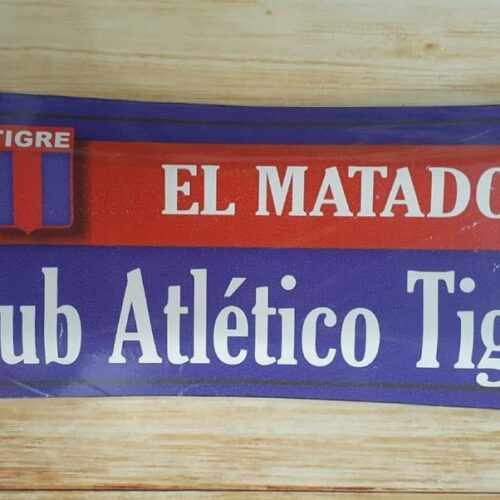 TIGRE
EL MATADO
ub Atlético Tig